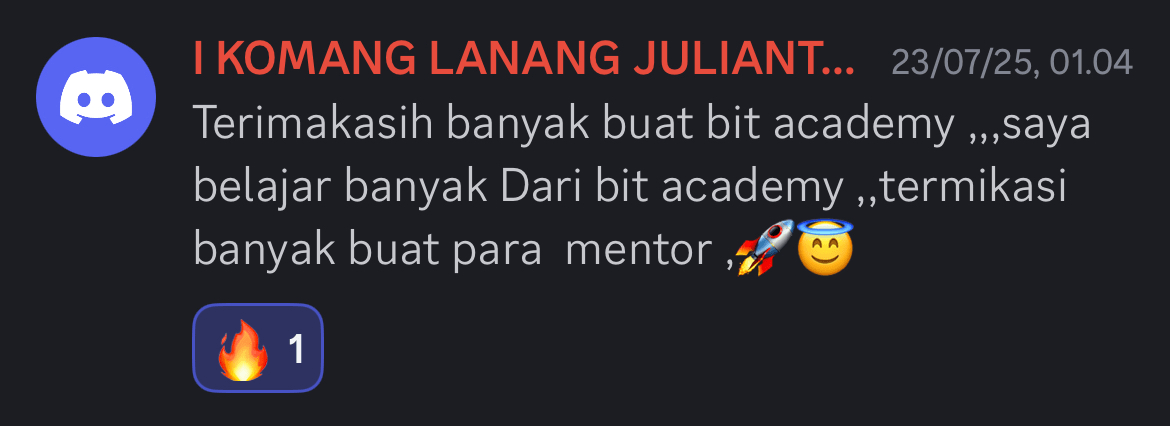 I KOMANG LANANG JULIANT... 23/07/25, 01.04
Terimakasih banyak buat bit academy ,,,saya
belajar banyak Dari bit academy ,,termikasi
banyak buat para  mentor ,🚀😇
🔥 1